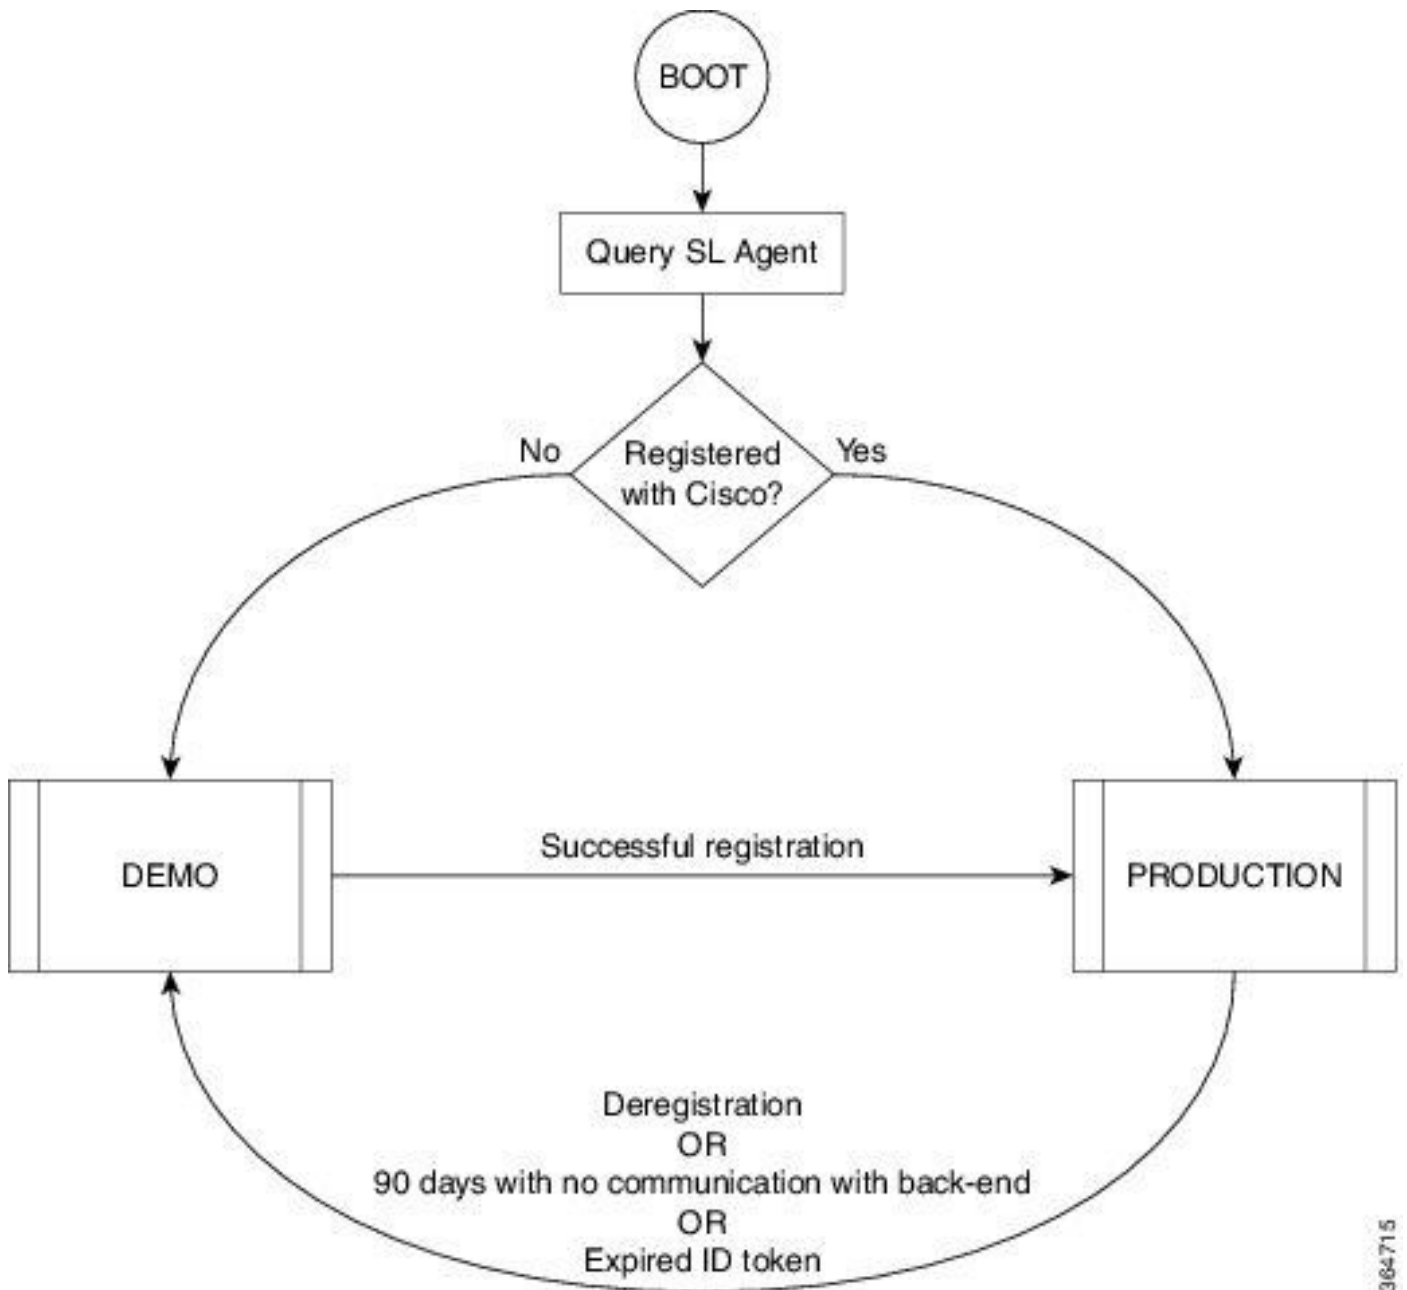 BOOT
Query SL Agent
No
Registered
with Cisco?
Yes
DEMO
Successful registration
PRODUCTION
Deregistration
OR
90 days with no communication with back-end
OR
Expired ID token
364715